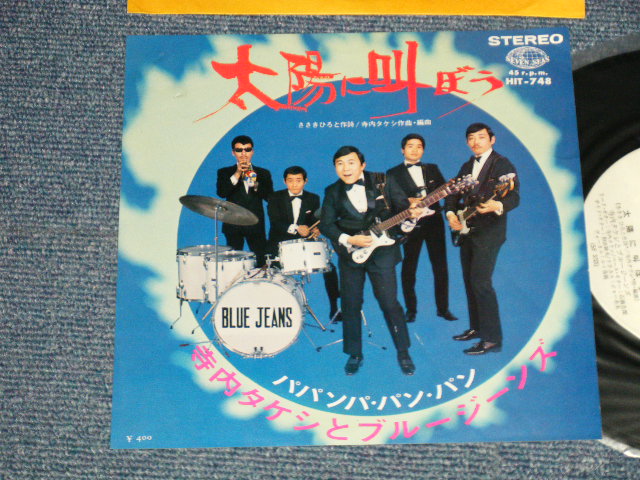 STEREO
SEVEN SEAS
45 r.p.m.
HIT-748
太陽に叫ぼう
ささきひろと作詩/寺内タケシ作曲・編曲
BLUE JEANS
パパンパ・パン・パン
寺内タケシとブルージーンズ
¥400
太陽に叫ぼう